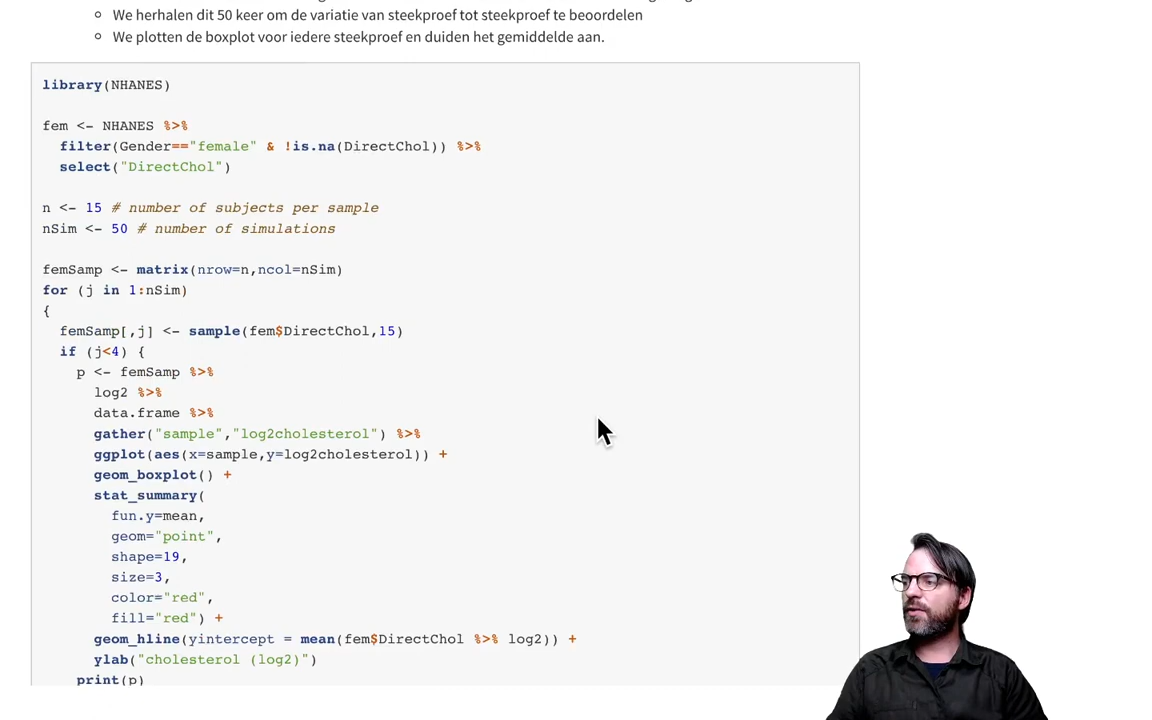 We herhalen dit 50 keer om de variatie van steekproef tot steekproef te beoordelen
We plotten de boxplot voor iedere steekproef en duiden het gemiddelde aan.
library(NHANES)
fem <- NHANES %>%
filter(Gender=="female" & !is.na(DirectChol)) %>%
select("DirectChol")
n <- 15 # number of subjects per sample
nSim <- 50 # number of simulations
femSamp <- matrix(nrow=n,ncol=nSim)
for (j in 1:nSim)
{
femSamp[,j] <- sample(fem$DirectChol,15)
if (j<4) {
p <- femSamp %>%
log2 %>%
data.frame %>%
gather("sample","log2cholesterol") %>%
ggplot(aes(x=sample,y=log2cholesterol)) +
geom_boxplot() +
stat_summary(
fun.y=mean,
geom="point",
shape=19,
size=3,
color="red",
fill="red") +
geom_hline(yintercept = mean(fem$DirectChol %>% log2)) +
ylab("cholesterol (log2)")
print(p)